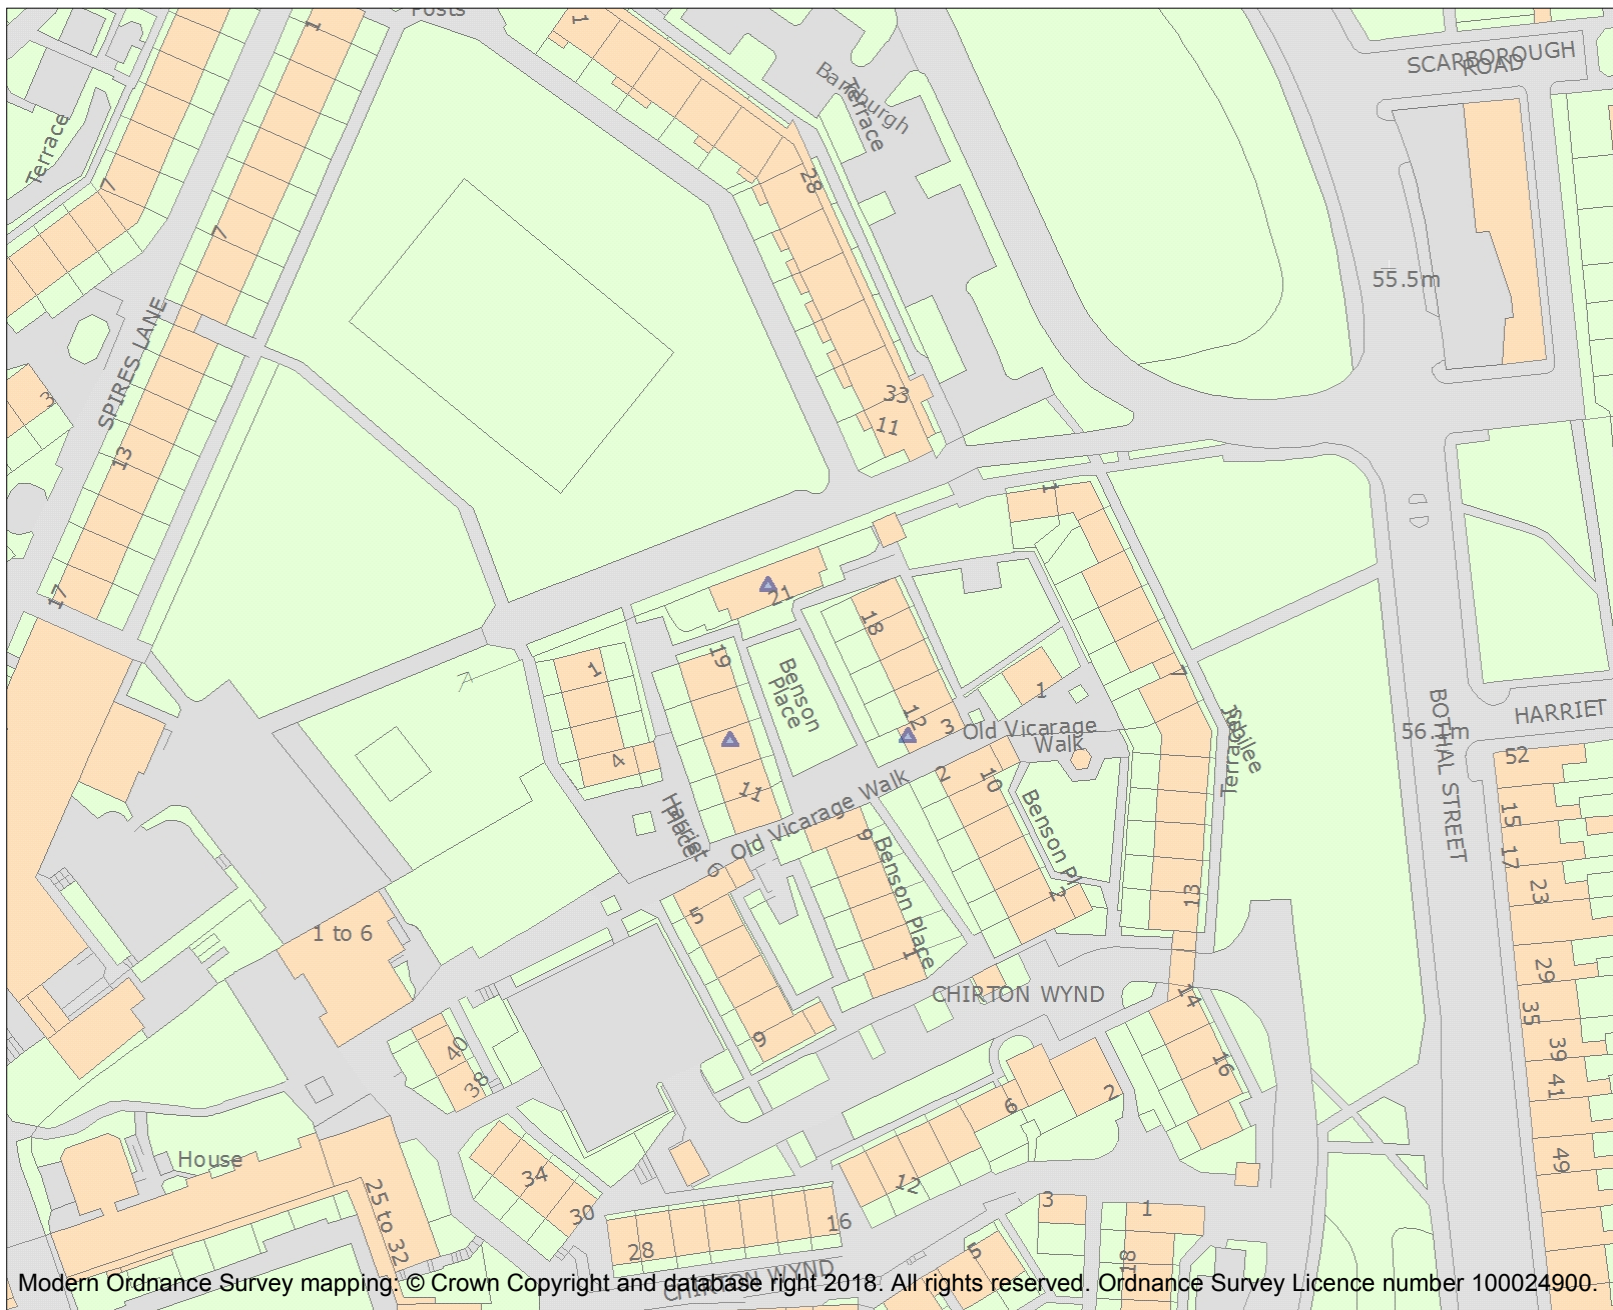 Posts
1
1
SCARBOROUGH
ROAD
Bamburgh
Terrace
Terrace
7
28
7
55.5m
SPIRES LANE
3
33
11
13
1
17
21
18
19
1
Benson
Place
7
1
12
3
Old Vicarage
Walk
Jubilee
Terrace
HARRIET
56.1m
BOTHAL STREET
52
4
2
10
11
Old Vicarage Walk
Harriet
Place
Benson Pl
15
9
Benson Place
17
6
5
2
13
23
1 to 6
1
29
CHIRTON WYND
14
35
9
40
39
16
38
41
6
2
House
34
12
49
25 to 32
30
16
3
1
28
5
18
CHIRTON WYND
Modern Ordnance Survey mapping: © Crown Copyright and database right 2018. All rights reserved. Ordnance Survey Licence number 100024900.